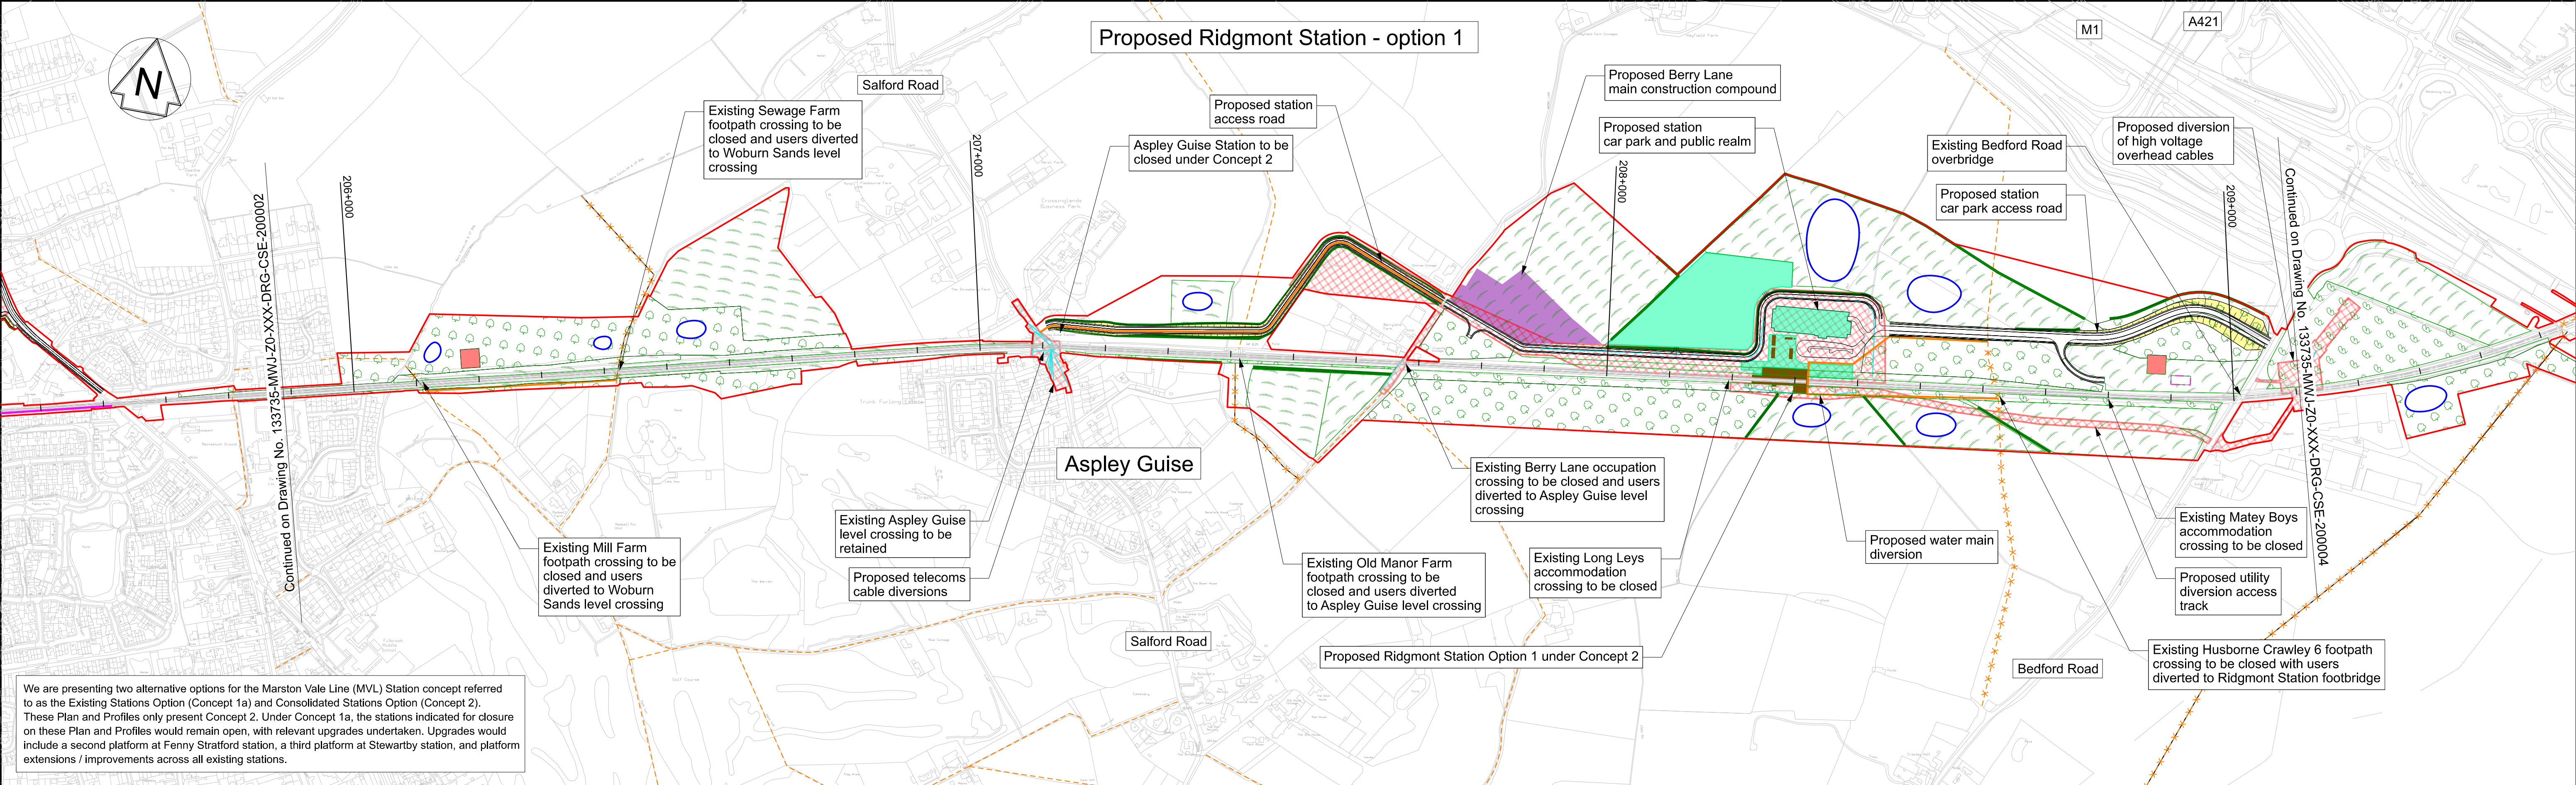 Proposed Ridgmont Station - option 1
M1
A421
N
Salford Road
Existing Sewage Farm
footpath crossing to be
closed and users diverted
to Woburn Sands level
crossing
Proposed station
access road
Aspley Guise Station to be
closed under Concept 2
Proposed Berry Lane
main construction compound
Proposed station
car park and public realm
Existing Bedford Road
overbridge
Proposed diversion
of high voltage
overhead cables
Proposed station
car park access road
206+000
207+000
208+000
209+000
Continued on Drawing No. 133735-MWJ-Z0-XXX-DRG-CSE-200002
Continued on Drawing No. 133735-MWJ-Z0-XXX-DRG-CSE-200004
Crossinglands
Business Farm
Trunk Furlong
Aspley Guise
Existing Berry Lane occupation
crossing to be closed and users
diverted to Aspley Guise level
crossing
Existing Aspley Guise
level crossing to be
retained
Existing Mill Farm
footpath crossing to be
closed and users
diverted to Woburn
Sands level crossing
Proposed telecoms
cable diversions
Existing Old Manor Farm
footpath crossing to be
closed and users diverted
to Aspley Guise level crossing
Existing Long Leys
accommodation
crossing to be closed
Proposed water main
diversion
Existing Matey Boys
accommodation
crossing to be closed
Proposed utility
diversion access
track
Salford Road
Proposed Ridgmont Station Option 1 under Concept 2
Bedford Road
Existing Husborne Crawley 6 footpath
crossing to be closed with users
diverted to Ridgmont Station footbridge
Golf Course
We are presenting two alternative options for the Marston Vale Line (MVL) Station concept referred
to as the Existing Stations Option (Concept 1a) and Consolidated Stations Option (Concept 2).
These Plan and Profiles only present Concept 2. Under Concept 1a, the stations indicated for closure
on these Plan and Profiles would remain open, with relevant upgrades undertaken. Upgrades would
include a second platform at Fenny Stratford station, a third platform at Stewartby station, and platform
extensions / improvements across all existing stations.